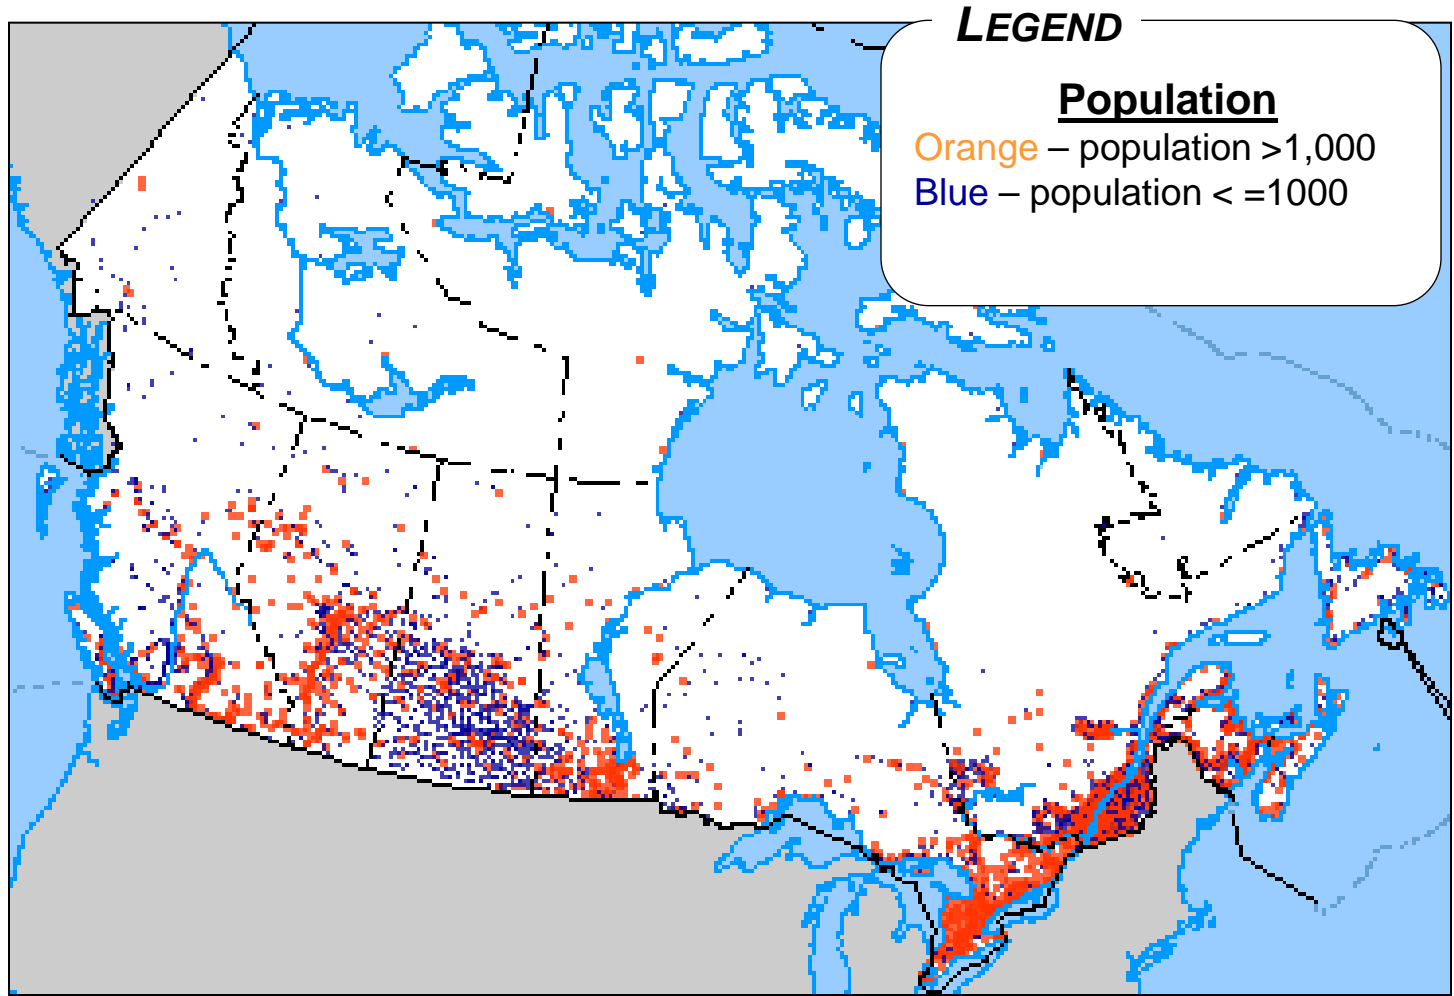 LEGEND
Population
Orange – population >1,000
Blue – population < =1000